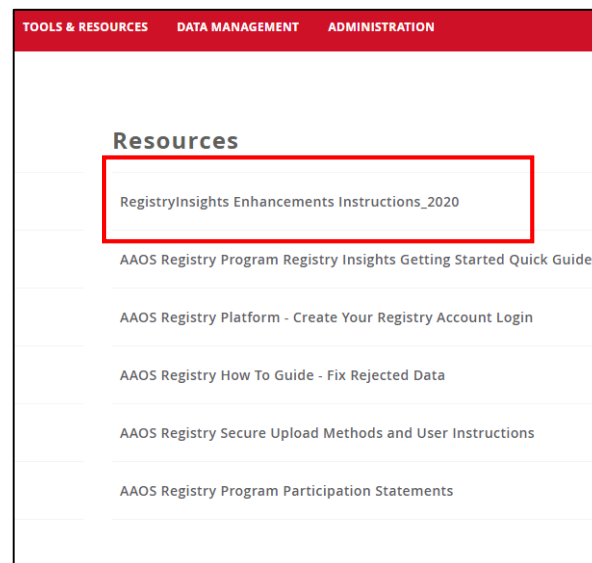 TOOLS & RESOURCES DATA MANAGEMENT ADMINISTRATION
Resources
RegistryInsights Enhancements Instructions_2020
AAOS Registry Program Registry Insights Getting Started Quick Guide
AAOS Registry Platform - Create Your Registry Account Login
AAOS Registry How To Guide - Fix Rejected Data
AAOS Registry Secure Upload Methods and User Instructions
AAOS Registry Program Participation Statements